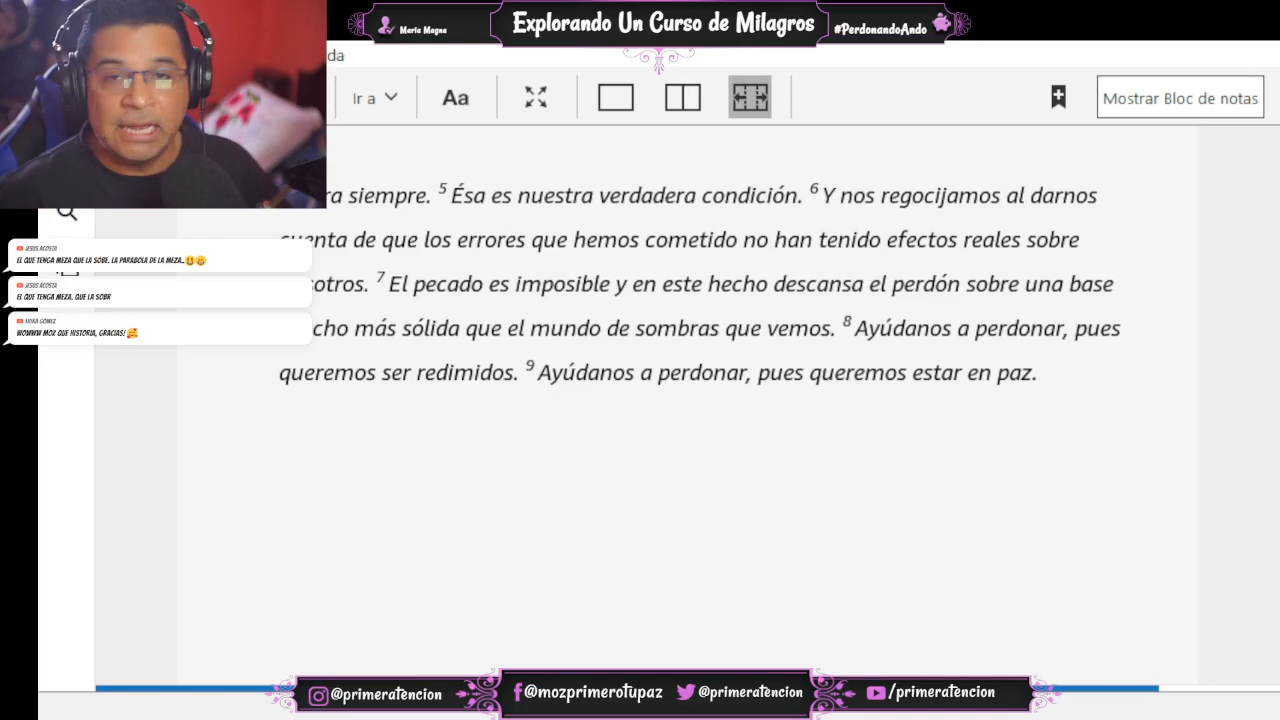 Maria Magna
Explorando Un Curso de Milagros
#PerdonandoAndo
da
Ir a
Aa
Mostrar Bloc de notas
ra siempre. 5 Ésa es nuestra verdadera condición. 6 Y nos regocijamos al darnos
cuenta de que los errores que hemos cometido no han tenido efectos reales sobre
otros. 7 El pecado es imposible y en este hecho descansa el perdón sobre una base
cho más sólida que el mundo de sombras que vemos. 8 Ayúdanos a perdonar, pues
queremos ser redimidos. 9 Ayúdanos a perdonar, pues queremos estar en paz.
JESUS ACOSTA
EL QUE TENGA MEZA QUE LA SOBE. LA PARABOLA DE LA MEZA..😃😄
JESUS ACOSTA
EL QUE TENGA MEZA. QUE LA SOBR
ERIKA GOMEZ
WOWWW MOZ QUE HISTORIA, GRACIAS! 🥰
@primeratencion
@mozprimerotupaz
@primeratencion
/primeratencion